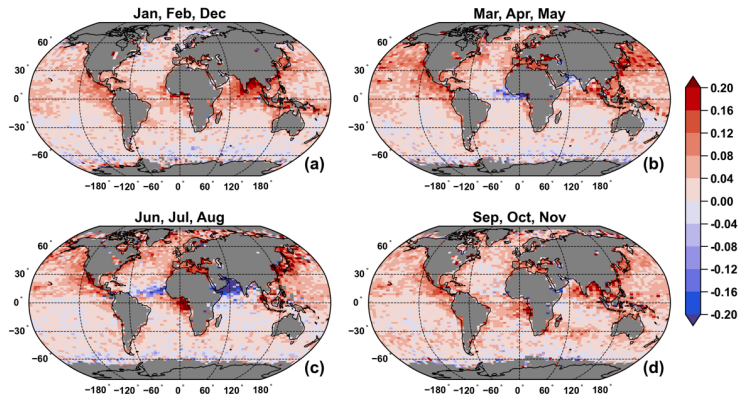 Jan, Feb, Dec
Mar, Apr, May
60°
30°
0°
−30°
−60°
60°
30°
0°
−30°
−60°
(a)
(b)
−180° −120° −60° 0° 60° 120° 180°
−180° −120° −60° 0° 60° 120° 180°
0.20
0.16
0.12
0.08
0.04
0.00
−0.04
−0.08
−0.12
−0.16
−0.20
Jun, Jul, Aug
Sep, Oct, Nov
60°
30°
0°
−30°
−60°
60°
30°
0°
−30°
−60°
(c)
(d)
−180° −120° −60° 0° 60° 120° 180°
−180° −120° −60° 0° 60° 120° 180°